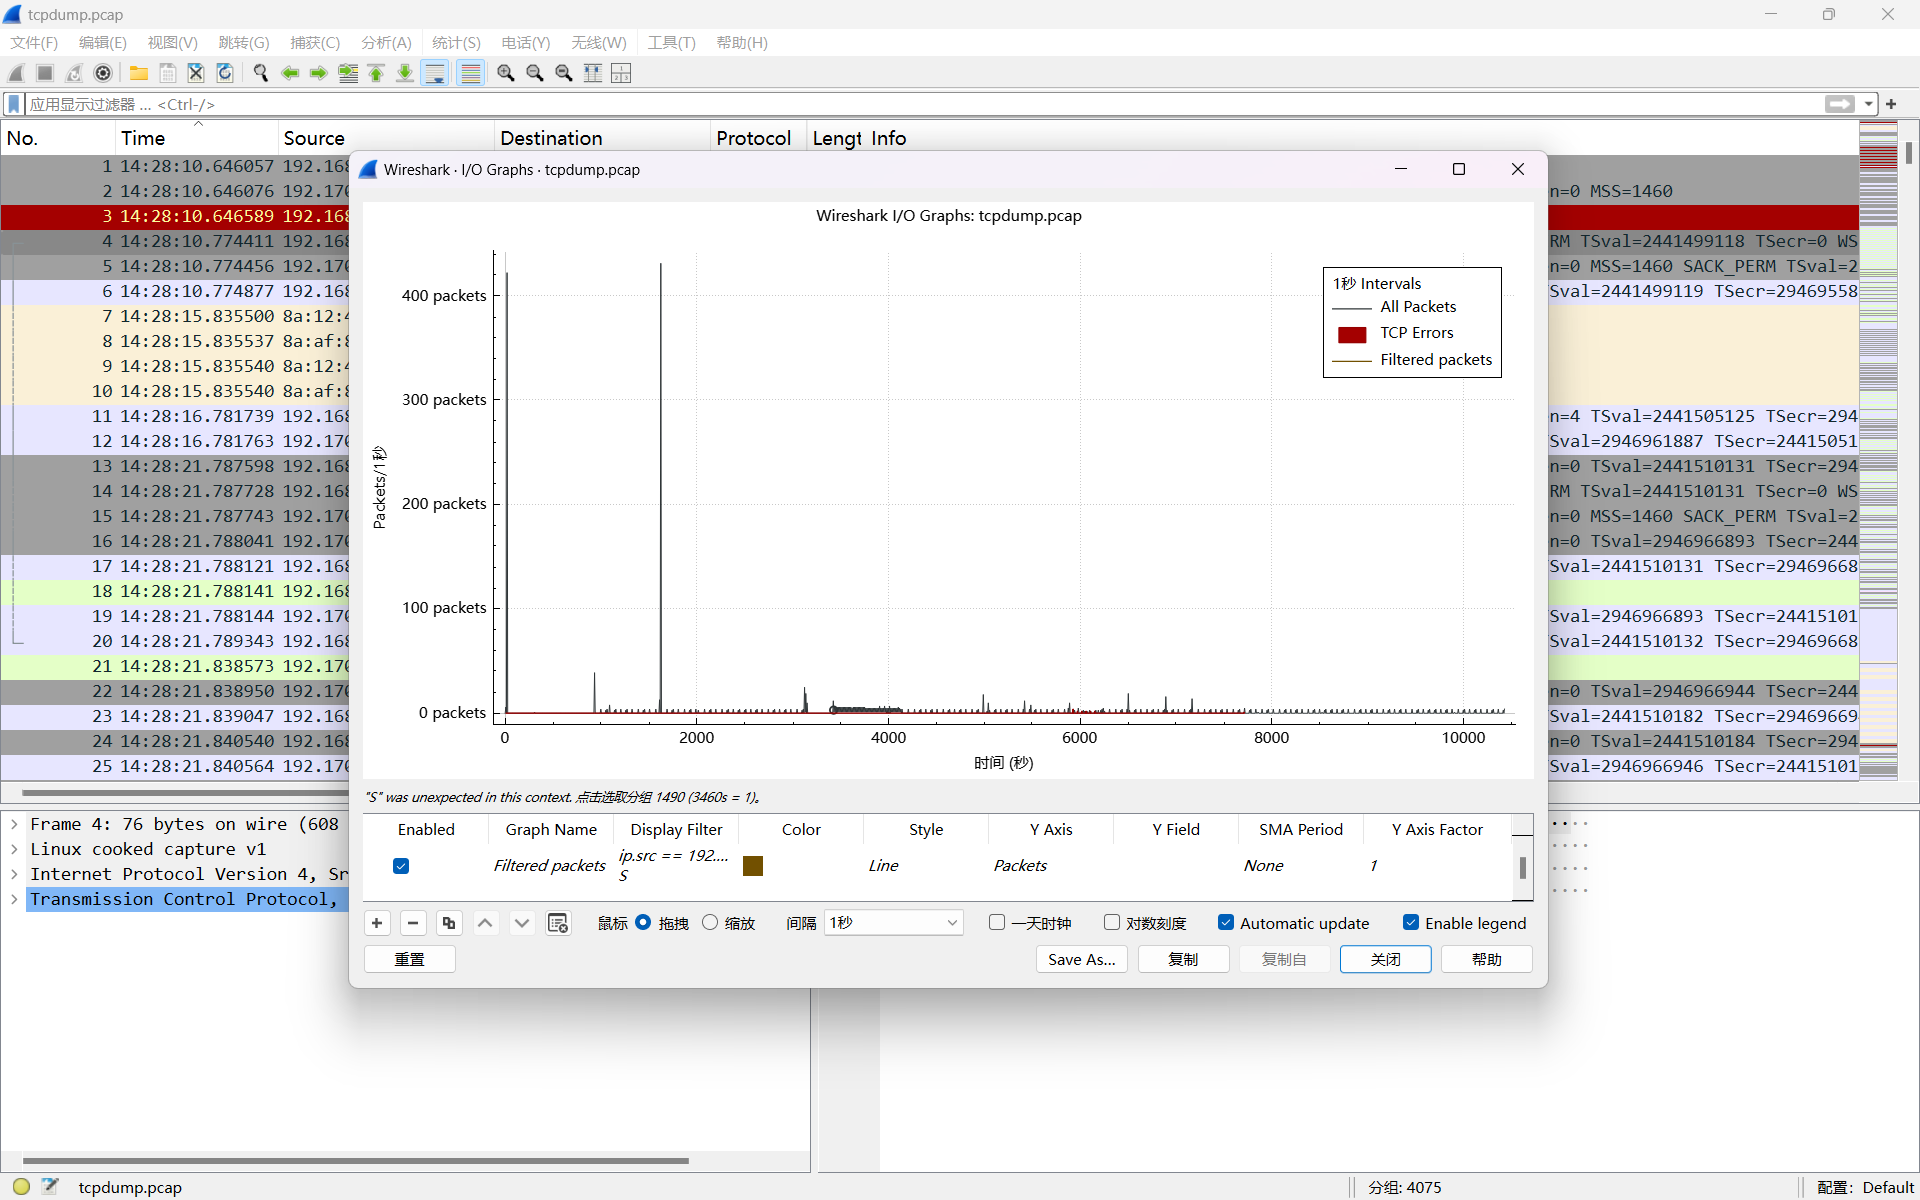 tcpdump.pcap
文件(F) 编辑(E) 视图(V) 跳转(G) 捕获(C) 分析(A) 统计(S) 电话(Y) 无线(W) 工具(T) 帮助(H)
应用显示过滤器 … <Ctrl-/>
No. Time Source Destination Protocol Lengt Info
1 14:28:10.646057 192.168
2 14:28:10.646076 192.170 n=0 MSS=1460
3 14:28:10.646589 192.168
4 14:28:10.774411 192.168 RM TSval=2441499118 TSecr=0 WS
5 14:28:10.774456 192.170 n=0 MSS=1460 SACK_PERM TSval=2
6 14:28:10.774877 192.168 Sval=2441499119 TSecr=29469558
7 14:28:15.835500 8a:12:4
8 14:28:15.835537 8a:af:8
9 14:28:15.835540 8a:12:4
10 14:28:15.835540 8a:af:8
11 14:28:16.781739 192.168 n=4 TSval=2441505125 TSecr=294
12 14:28:16.781763 192.170 Sval=2946961887 TSecr=24415051
13 14:28:21.787598 192.168 n=0 TSval=2441510131 TSecr=294
14 14:28:21.787728 192.168 RM TSval=2441510131 TSecr=0 WS
15 14:28:21.787743 192.170 n=0 MSS=1460 SACK_PERM TSval=2
16 14:28:21.788041 192.170 n=0 TSval=2946966893 TSecr=244
17 14:28:21.788121 192.168 Sval=2441510131 TSecr=29469668
18 14:28:21.788141 192.168
19 14:28:21.788144 192.170 Sval=2946966893 TSecr=24415101
20 14:28:21.789343 192.168 Sval=2441510132 TSecr=29469668
21 14:28:21.838573 192.170
22 14:28:21.838950 192.170 n=0 TSval=2946966944 TSecr=244
23 14:28:21.839047 192.168 Sval=2441510182 TSecr=29469669
24 14:28:21.840540 192.168 n=0 TSval=2441510184 TSecr=294
25 14:28:21.840564 192.170 Sval=2946966946 TSecr=24415101
Wireshark · I/O Graphs · tcpdump.pcap
Wireshark I/O Graphs: tcpdump.pcap
1秒 Intervals
All Packets
TCP Errors
Filtered packets
400 packets
300 packets
200 packets
100 packets
0 packets
Packets/1秒
0 2000 4000 6000 8000 10000
时间 (秒)
"S" was unexpected in this context. 点击选取分组 1490 (3460s = 1)。
Enabled Graph Name Display Filter Color Style Y Axis Y Field SMA Period Y Axis Factor
Filtered packets ip.src == 192.... Line Packets None 1
S
鼠标 拖拽 缩放 间隔 1秒 一天时钟 对数刻度 Automatic update Enable legend
重置 Save As... 复制 复制自 关闭 帮助
Frame 4: 76 bytes on wire (608
Linux cooked capture v1
Internet Protocol Version 4, Sr
Transmission Control Protocol,
tcpdump.pcap 分组: 4075 配置: Default